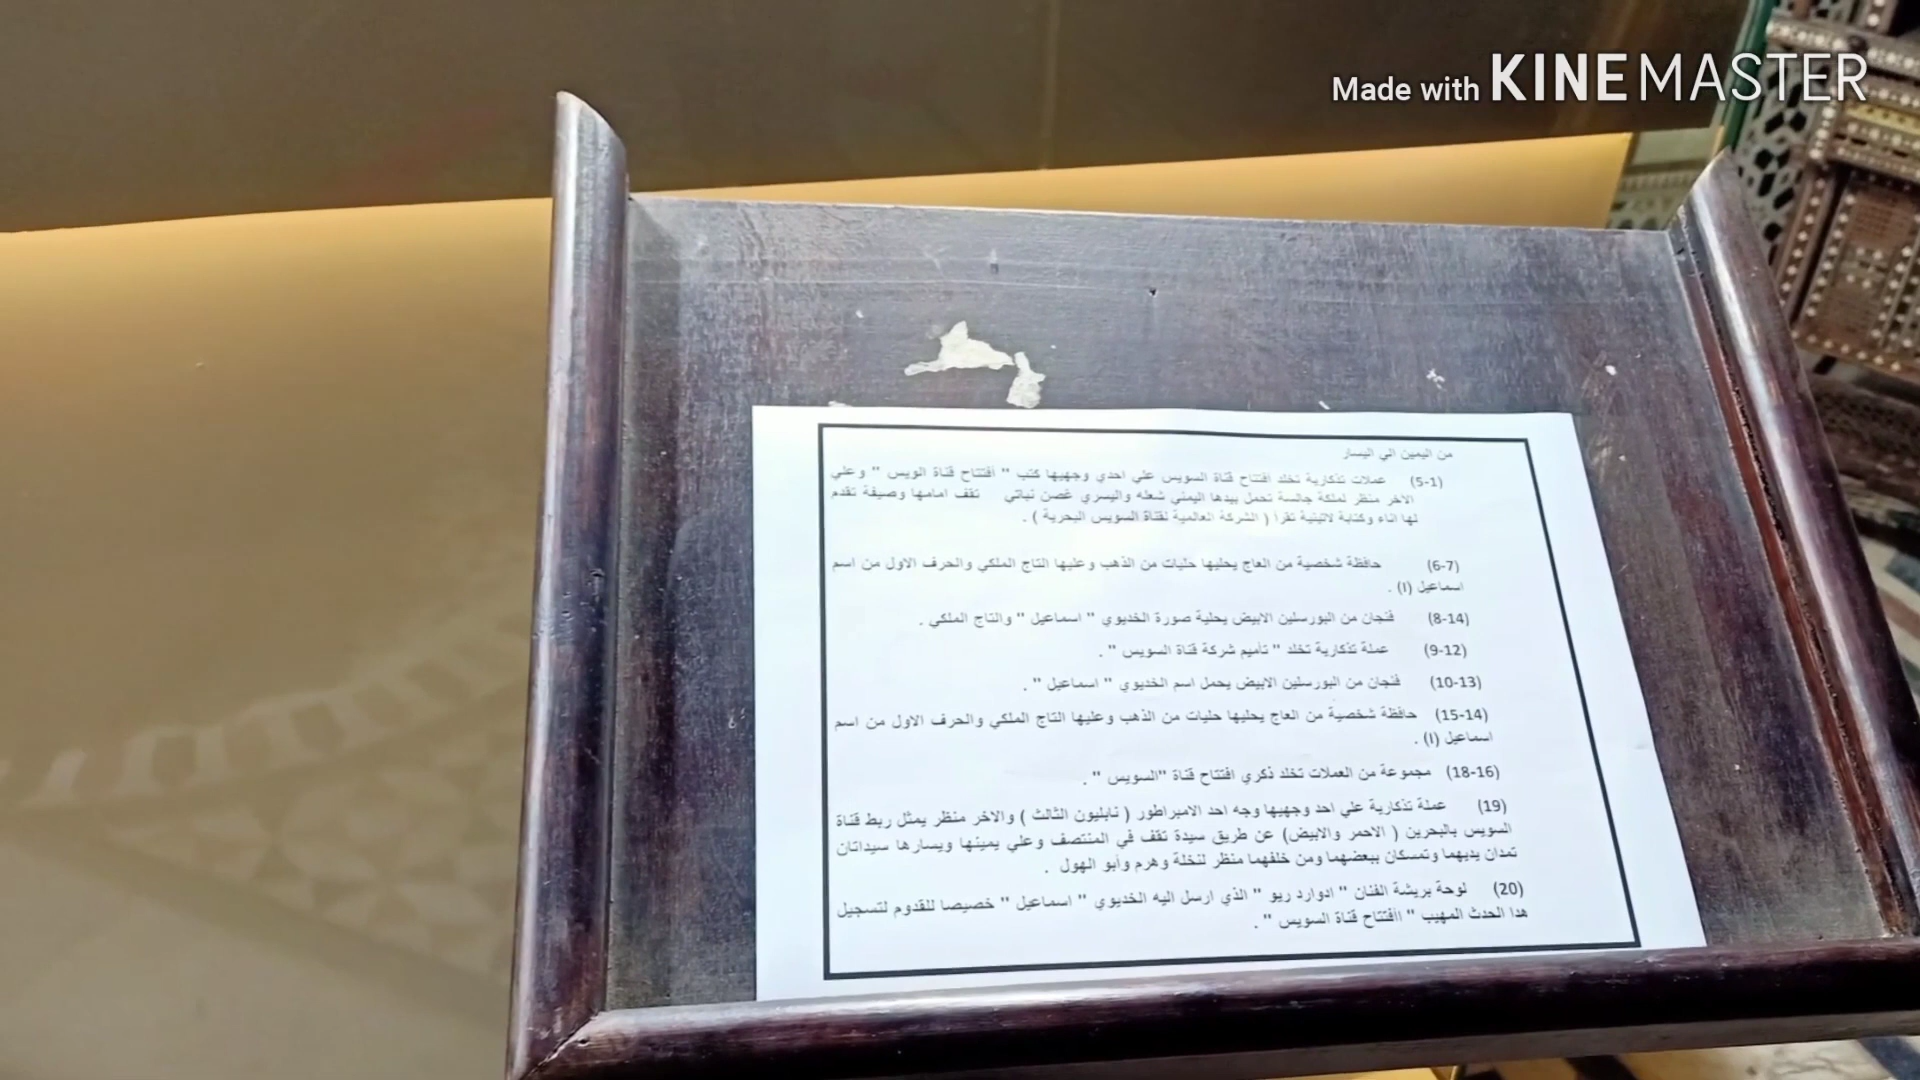 Made with KINEMASTER
من اليمين الي اليسار
(5-1) عملات تذكارية تخلد افتتاح قناة السويس علي احدي وجهيها كتب " أفتتاح قناة الويس " وعلي
الاخر منظر لملكة جالسة تحمل بيدها اليمني شعله واليسري غصن نباتي تقف امامها وصيفة تقدم
لها اناء وكتابة لاتينية تقرأ ( الشركة العالمية لقناة السويس البحرية ) .
(6-7) حافظة شخصية من العاج يحليها حليات من الذهب وعليها التاج الملكي والحرف الاول من اسم
اسماعيل (ا) .
(8-14) فنجان من البورسلين الابيض يحلية صورة الخديوي " اسماعيل " والتاج الملكي .
(9-12) عملة تذكارية تخلد " تأميم شركة قناة السويس " .
(10-13) فنجان من البورسلين الابيض يحمل اسم الخديوي " اسماعيل " .
(15-14) حافظة شخصية من العاج يحليها حليات من الذهب وعليها التاج الملكي والحرف الاول من اسم
اسماعيل (ا) .
(18-16) مجموعة من العملات تخلد ذكري افتتاح قناة "السويس " .
(19) عملة تذكارية علي احد وجهيها وجه احد الامبراطور ( نابليون الثالث ) والاخر منظر يمثل ربط قناة
السويس بالبحرين ( الاحمر والابيض) عن طريق سيدة تقف في المنتصف وعلي يمينها ويسارها سيداتان
تمدان يديهما وتمسكان ببعضهما ومن خلفهما منظر لنخلة وهرم وأبو الهول .
(20) لوحة بريشة الفنان " ادوارد ريو " الذي ارسل اليه الخديوي " اسماعيل " خصيصا للقدوم لتسجيل
هذا الحدث المهيب " اأفتتاح قناة السويس ".